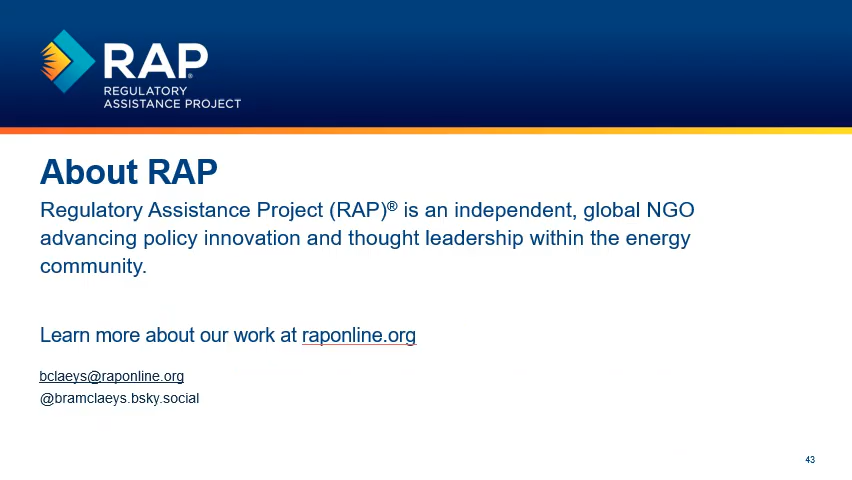 RAP®
REGULATORY
ASSISTANCE PROJECT
About RAP
Regulatory Assistance Project (RAP)® is an independent, global NGO
advancing policy innovation and thought leadership within the energy
community.
Learn more about our work at raponline.org
bclaeys@raponline.org
@bramclaeys.bsky.social
43